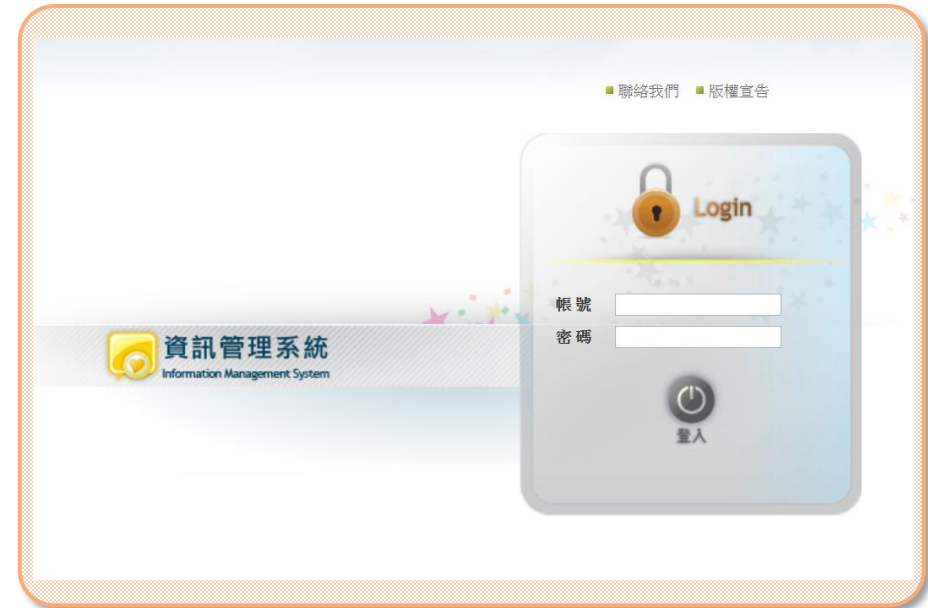 聯絡我們 版權宣告
Login
帳號
密碼
資訊管理系統
Information Management System
登入